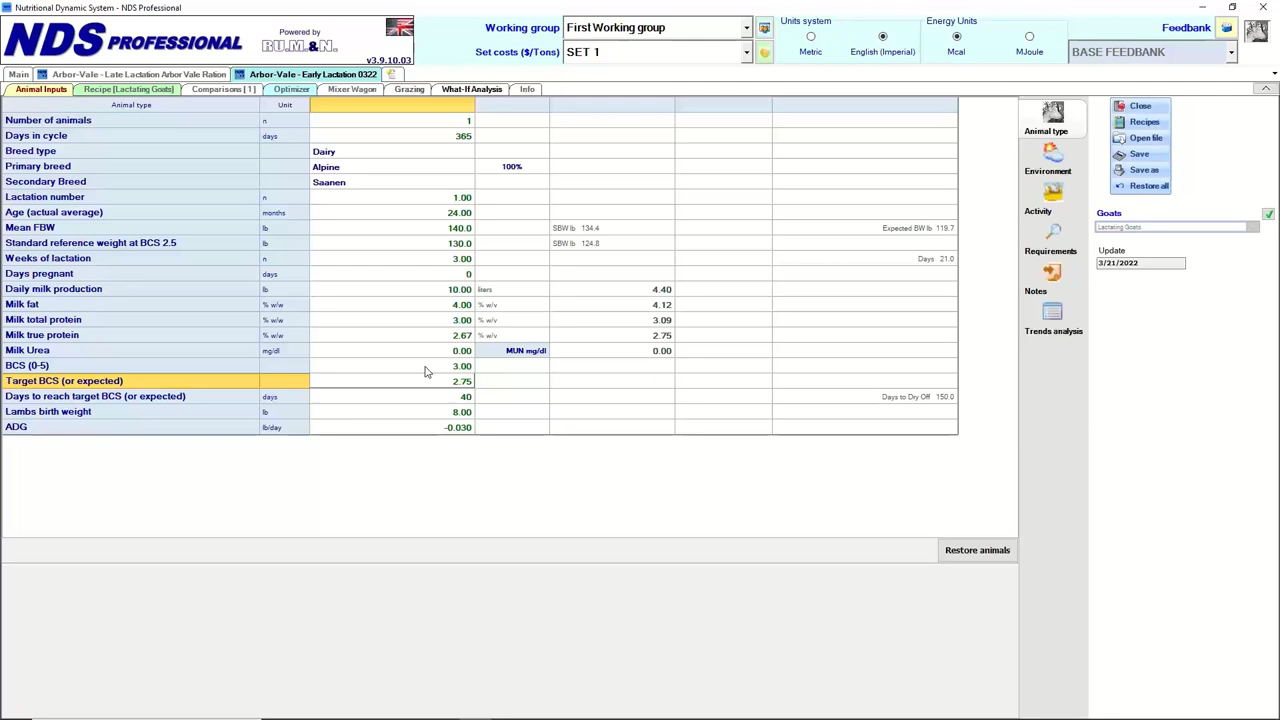 Nutritional Dynamic System - NDS Professional
NDS PROFESSIONAL
Powered by
RU.M.&N.
v3.9.10.03
Working group
First Working group
Set costs ($/Tons)
SET 1
Units system
Metric
English (Imperial)
Energy Units
Mcal
MJoule
Feedbank
BASE FEEDBANK
Main
Arbor-Vale - Late Lactation Arbor Vale Ration
Arbor-Vale - Early Lactation 0322
Animal Inputs
Recipe [Lactating Goats]
Comparisons [ 1 ]
Optimizer
Mixer Wagon
Grazing
What-If Analysis
Info
Animal type Unit
Number of animals n 1
Days in cycle days 365
Breed type Dairy
Primary breed Alpine 100%
Secondary Breed Saanen
Lactation number n 1.00
Age (actual average) months 24.00
Mean FBW lb 140.0 SBW lb 134.4 Expected BW lb 119.7
Standard reference weight at BCS 2.5 lb 130.0 SBW lb 124.8
Weeks of lactation n 3.00 Days 21.0
Days pregnant days 0
Daily milk production lb 10.00 liters 4.40
Milk fat % w/w 4.00 % w/v 4.12
Milk total protein % w/w 3.00 % w/v 3.09
Milk true protein % w/w 2.67 % w/v 2.75
Milk Urea mg/dl 0.00 MUN mg/dl 0.00
BCS (0-5) 3.00
Target BCS (or expected) 2.75
Days to reach target BCS (or expected) days 40 Days to Dry Off 150.0
Lambs birth weight lb 8.00
ADG lb/day -0.030
Restore animals
Animal type
Environment
Activity
Requirements
Notes
Trends analysis
Close
Recipes
Open file
Save
Save as
Restore all
Goats
Lactating Goats
Update
3/21/2022